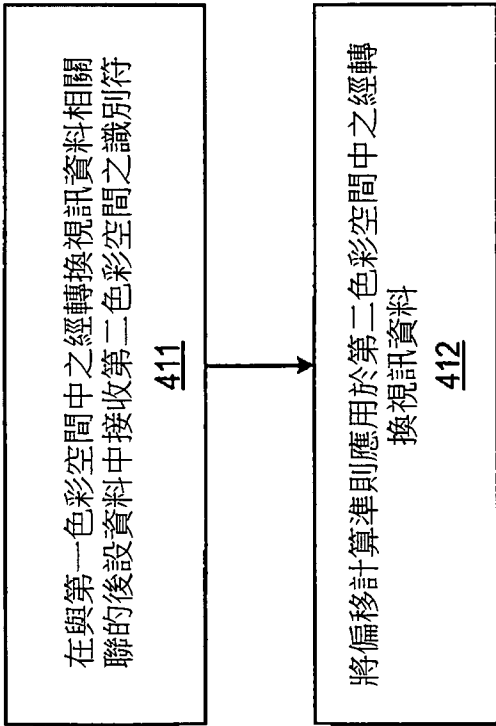 在與第一色彩空間中之經轉換視訊資料相關
聯的後設資料中接收第二色彩空間之識別符
411
將偏移計算準則應用於第二色彩空間中之經轉
換視訊資料
412